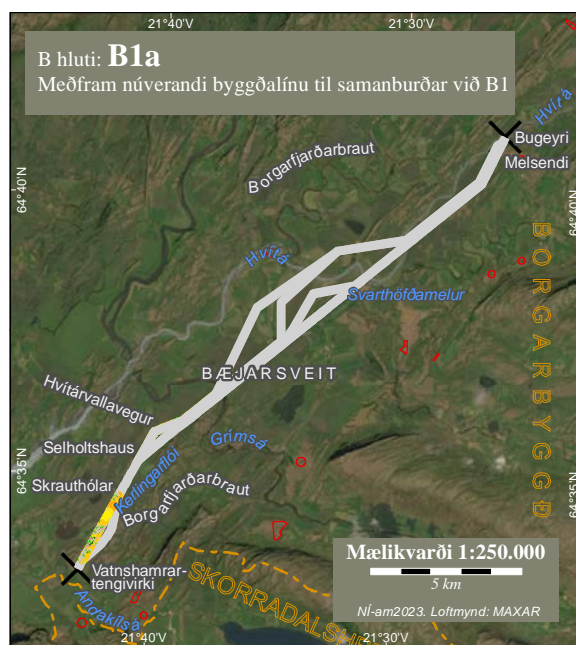 21°40'V
21°30'V
B hluti: B1a
Meðfram núverandi byggðalínu til samanburðar við B1
Hvítá
Bugeyri
Melsendi
Borgarfjarðarbraut
64°40'N
64°40'N
BORGARBYGGÐ
Hvítá
Svarthöfðamelur
BÆJARSVEIT
Hvítárvallavegur
Grímsá
Selholtshaus
64°35'N
64°35'N
Skrauthólar
Kerlingarflói
Borgarfjarðarbraut
Vatnshamrar-
tengivirki
Andakílsá
Mælikvarði 1:250.000
5 km
NÍ-am2023. Loftmynd: MAXAR
21°40'V
21°30'V